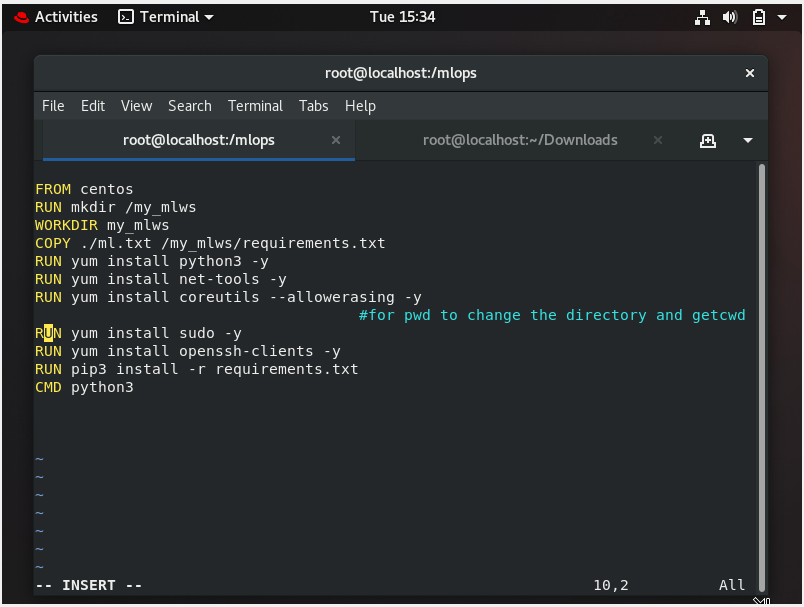 Activities Terminal Tue 15:34
root@localhost:/mlops ×
File Edit View Search Terminal Tabs Help
root@localhost:/mlops × root@localhost:~/Downloads ×
FROM centos
RUN mkdir /my_mlws
WORKDIR my_mlws
COPY ./ml.txt /my_mlws/requirements.txt
RUN yum install python3 -y
RUN yum install net-tools -y
RUN yum install coreutils --allowerasing -y
#for pwd to change the directory and getcwd
RUN yum install sudo -y
RUN yum install openssh-clients -y
RUN pip3 install -r requirements.txt
CMD python3
~
~
~
~
~
~
~
-- INSERT -- 10,2 All